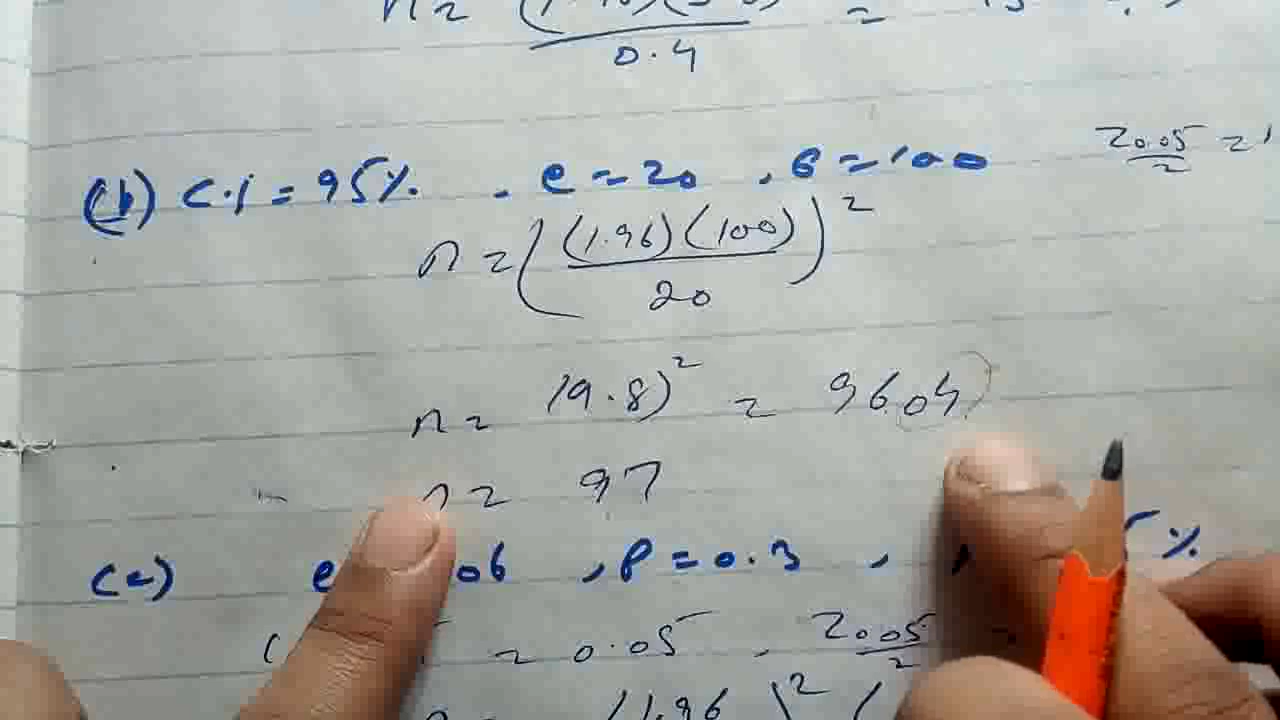 n =
0.4
(b) C.i = 95% , e = 20 , σ = 100
Z0.05/2 =
n = ((1.96)(100)/20)²
n = (9.8)² = 96.04
n = 97
(c) e 06 , P = 0.3 , 5%
= 0.05 , Z0.05/2
(1.96)² (